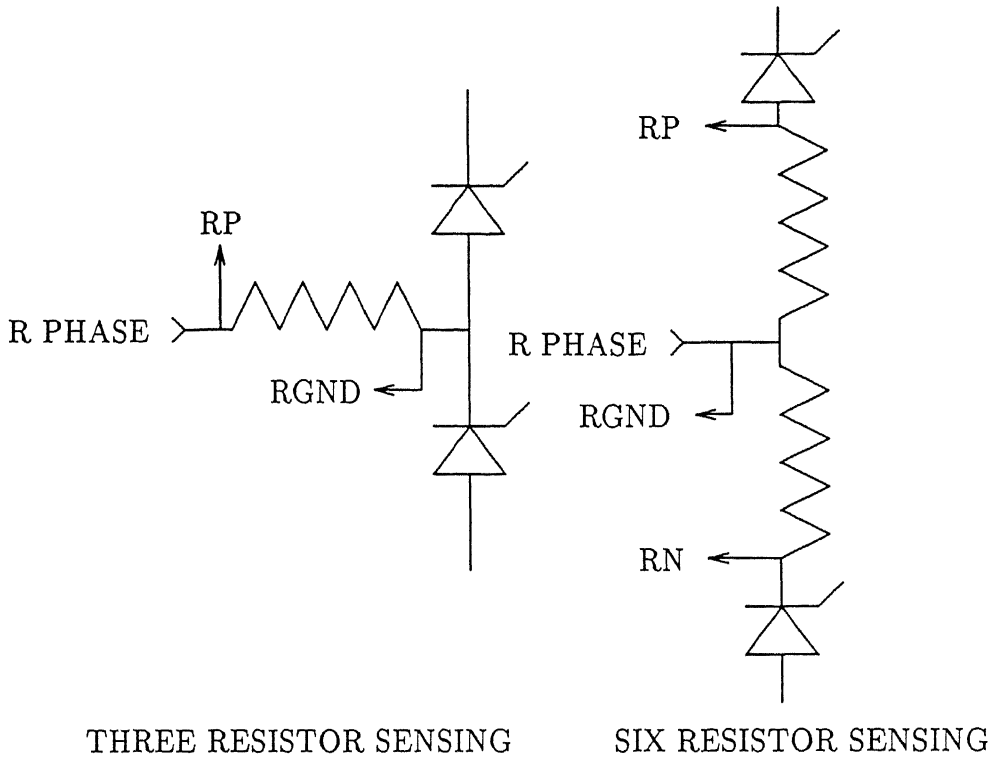 RP
R PHASE
RGND
THREE RESISTOR SENSING
RP
R PHASE
RGND
RN
SIX RESISTOR SENSING